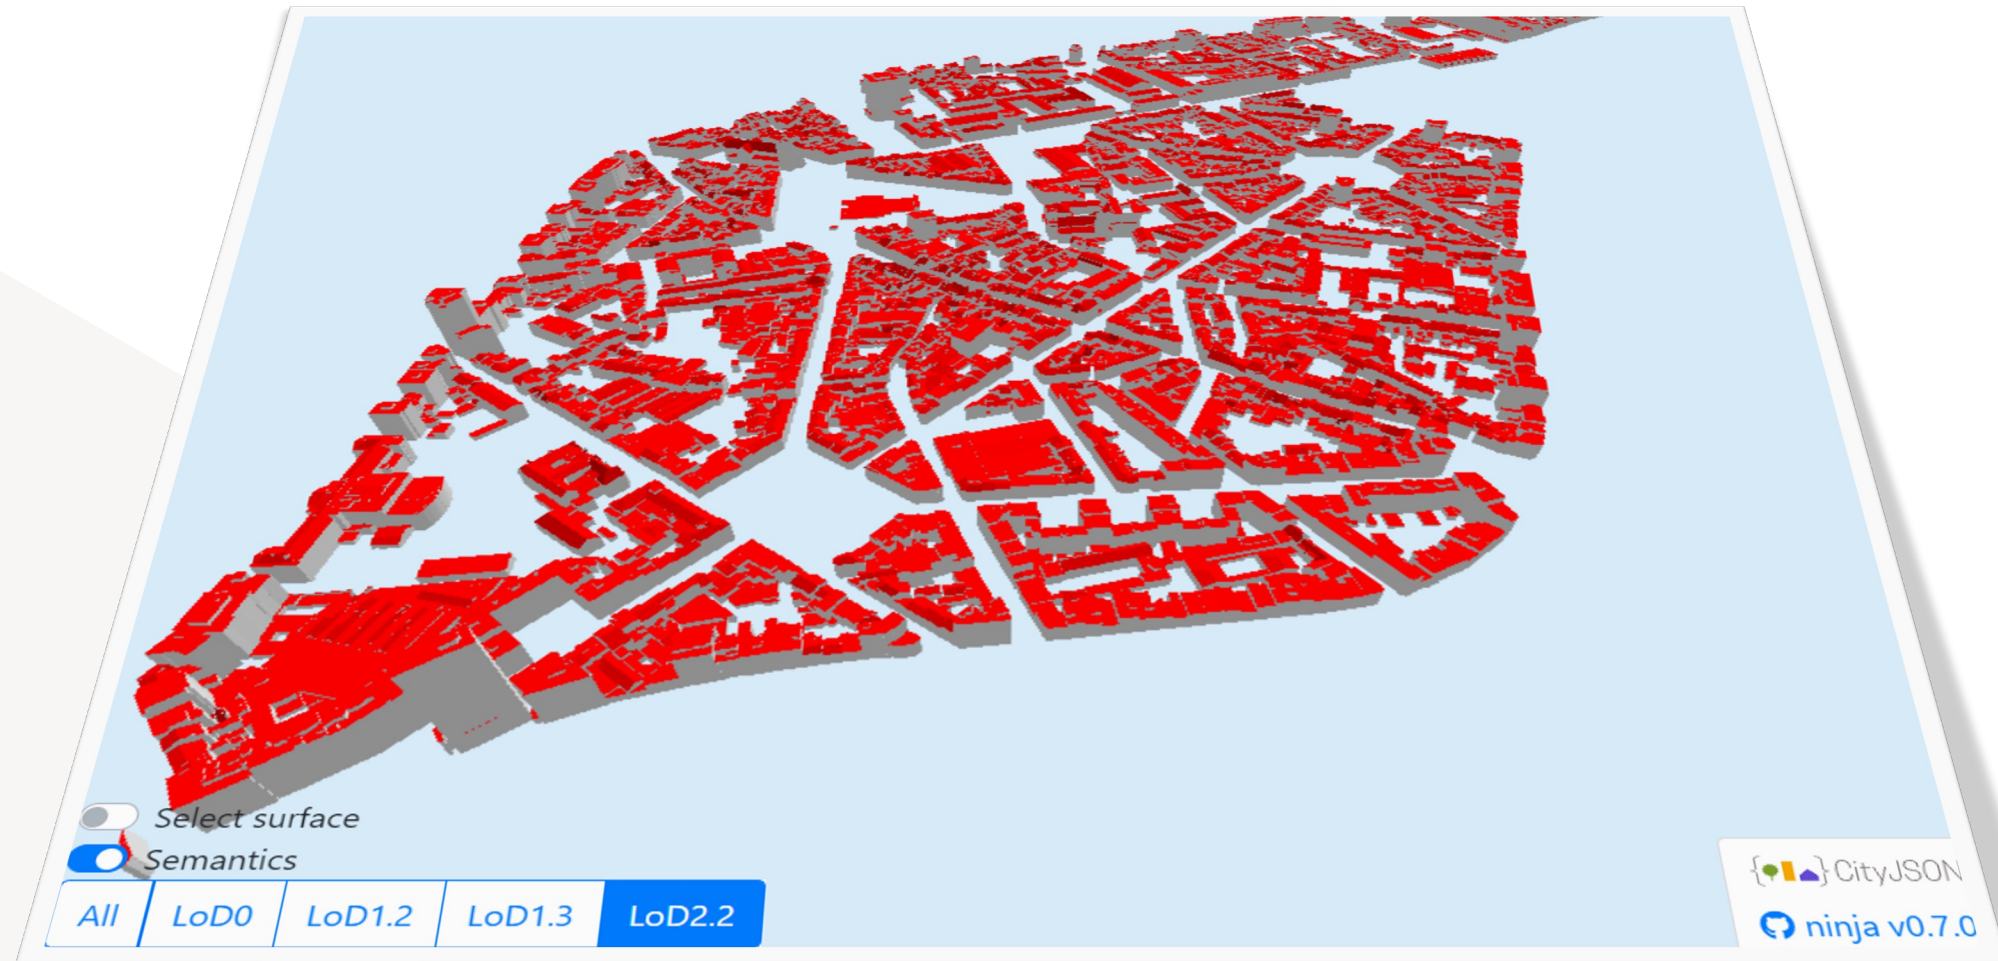 Select surface
Semantics
All LoD0 LoD1.2 LoD1.3 LoD2.2
CityJSON
ninja v0.7.0